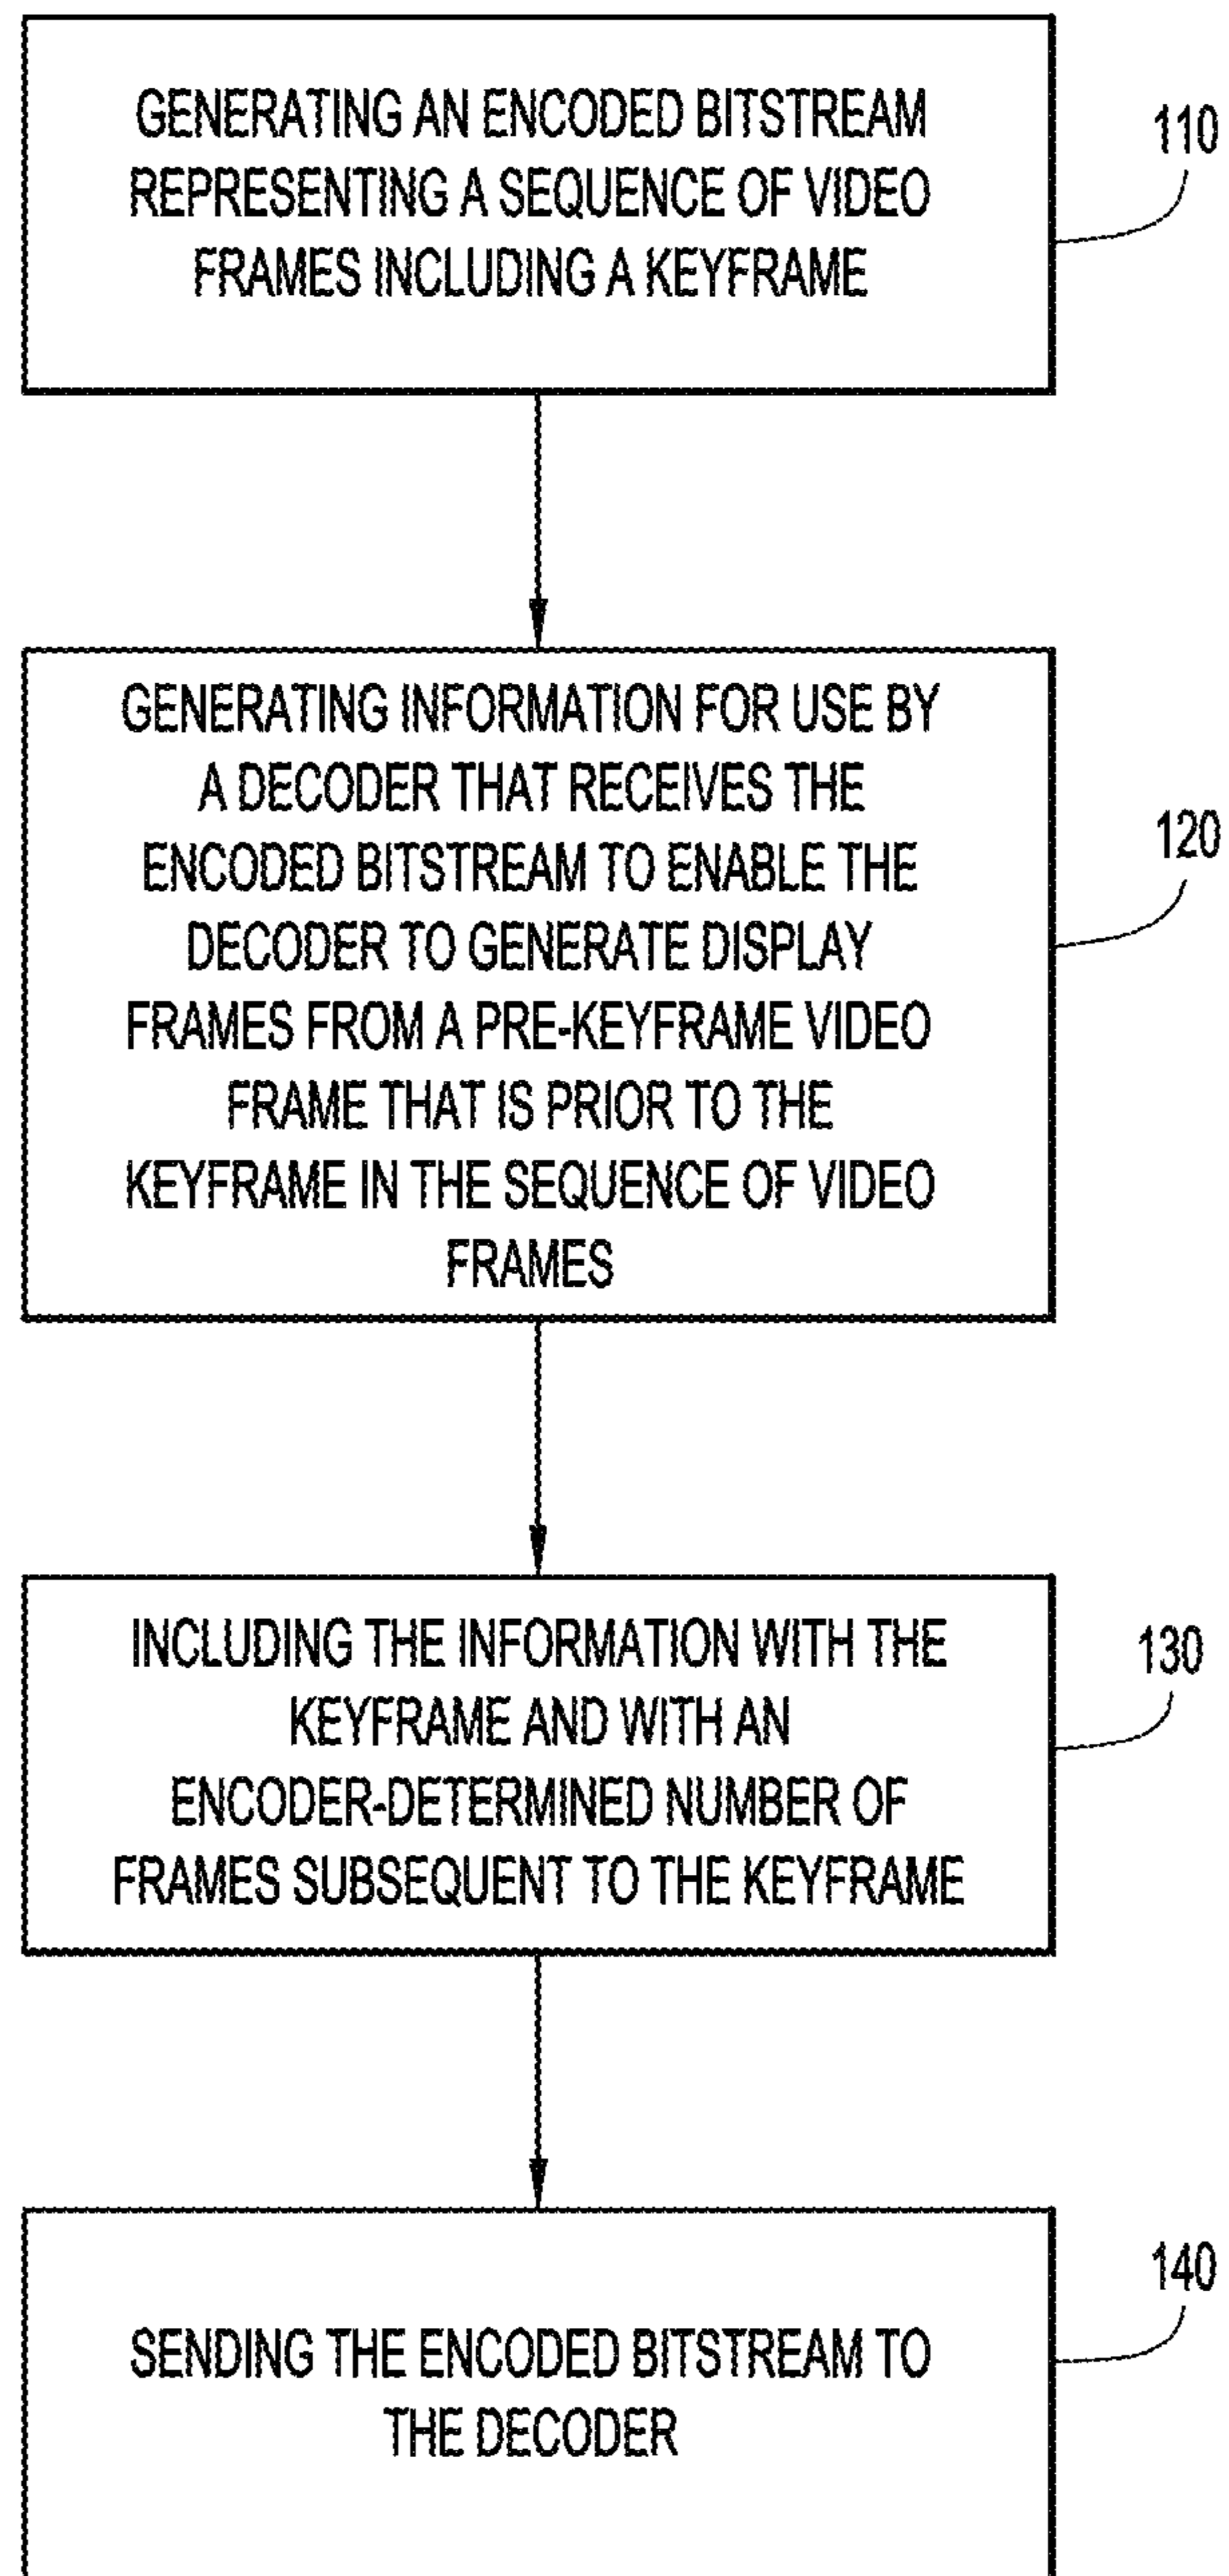 GENERATING AN ENCODED BITSTREAM
REPRESENTING A SEQUENCE OF VIDEO
FRAMES INCLUDING A KEYFRAME
110
GENERATING INFORMATION FOR USE BY
A DECODER THAT RECEIVES THE
ENCODED BITSTREAM TO ENABLE THE
DECODER TO GENERATE DISPLAY
FRAMES FROM A PRE-KEYFRAME VIDEO
FRAME THAT IS PRIOR TO THE
KEYFRAME IN THE SEQUENCE OF VIDEO
FRAMES
120
INCLUDING THE INFORMATION WITH THE
KEYFRAME AND WITH AN
ENCODER-DETERMINED NUMBER OF
FRAMES SUBSEQUENT TO THE KEYFRAME
130
SENDING THE ENCODED BITSTREAM TO
THE DECODER
140